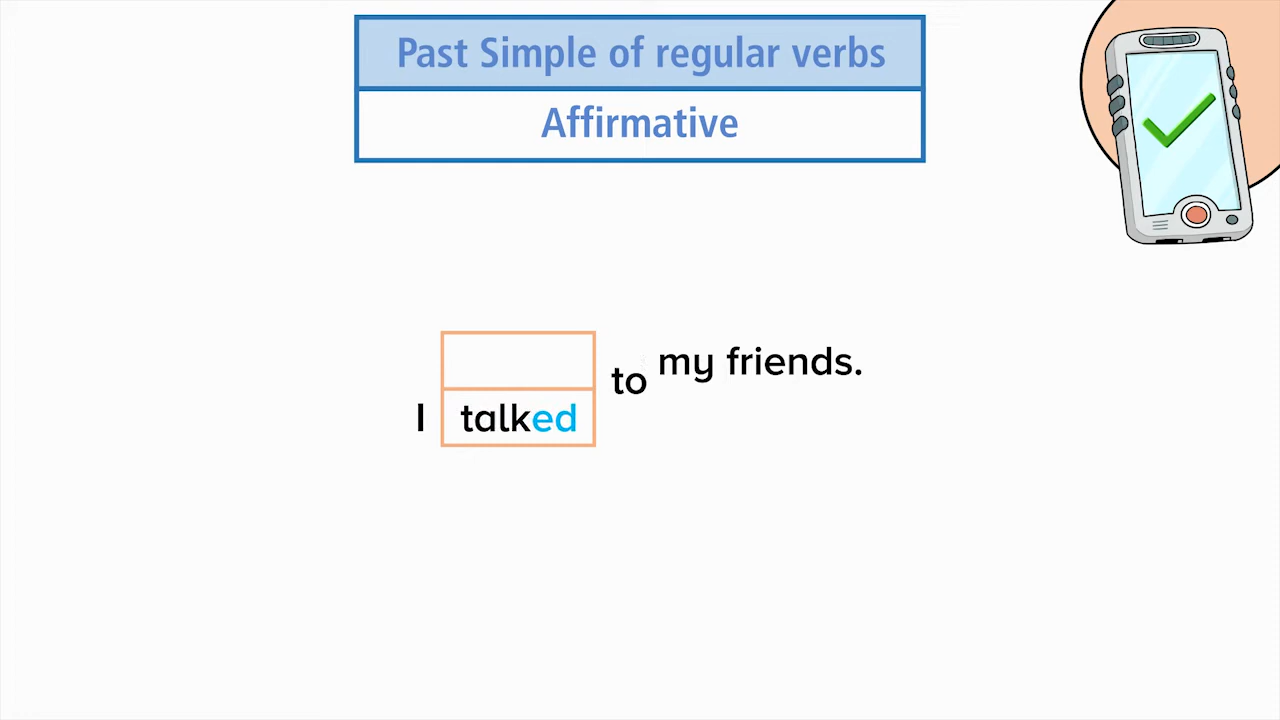 Past Simple of regular verbs
Affirmative
I talked to my friends.